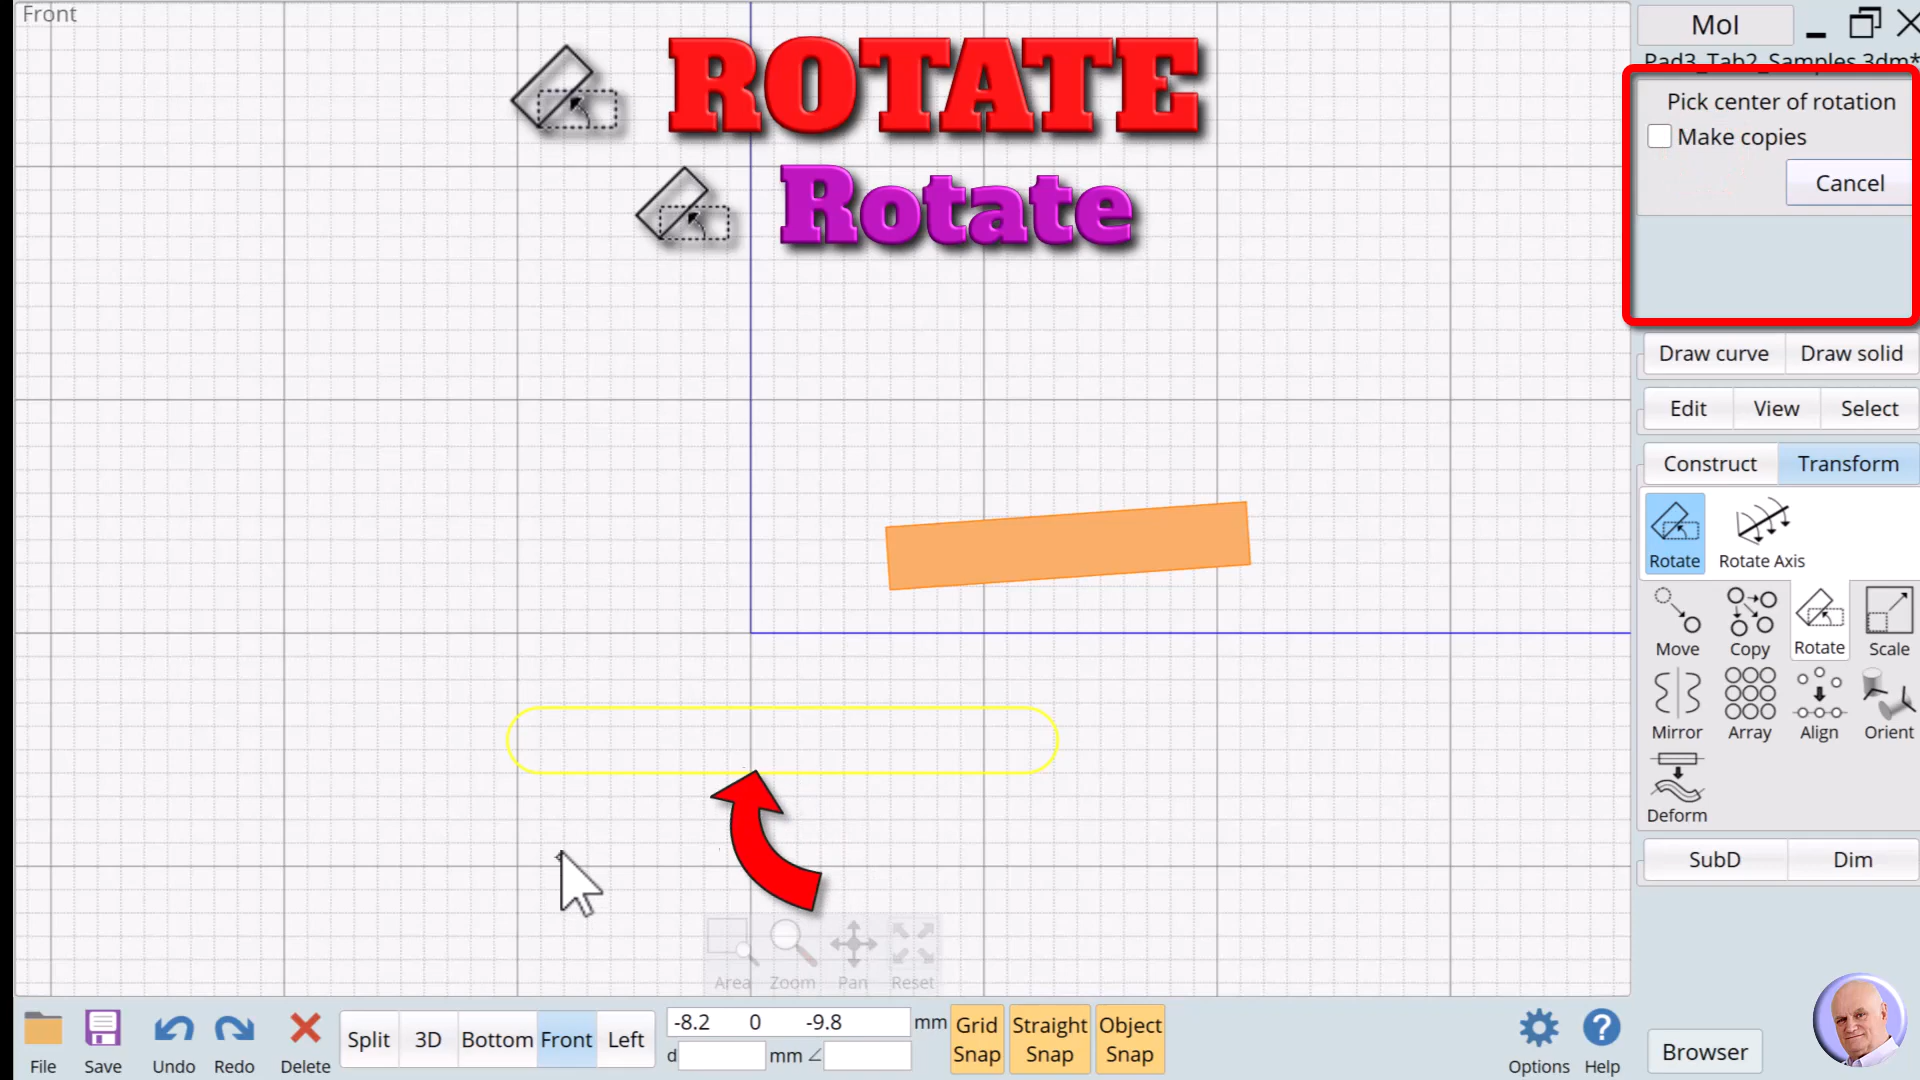 Front
ROTATE
Rotate
MoI
Pad3_Tab2_Samples.3dm*
Pick center of rotation
Make copies
Cancel
Draw curve Draw solid
Edit View Select
Construct Transform
Rotate Rotate Axis
Move Copy Rotate Scale
Mirror Array Align Orient
Deform
SubD Dim
Area Zoom Pan Reset
File Save Undo Redo Delete
Split 3D Bottom Front Left
-8.2 0 -9.8 mm
d mm ∠
Grid Snap
Straight Snap
Object Snap
Options Help
Browser